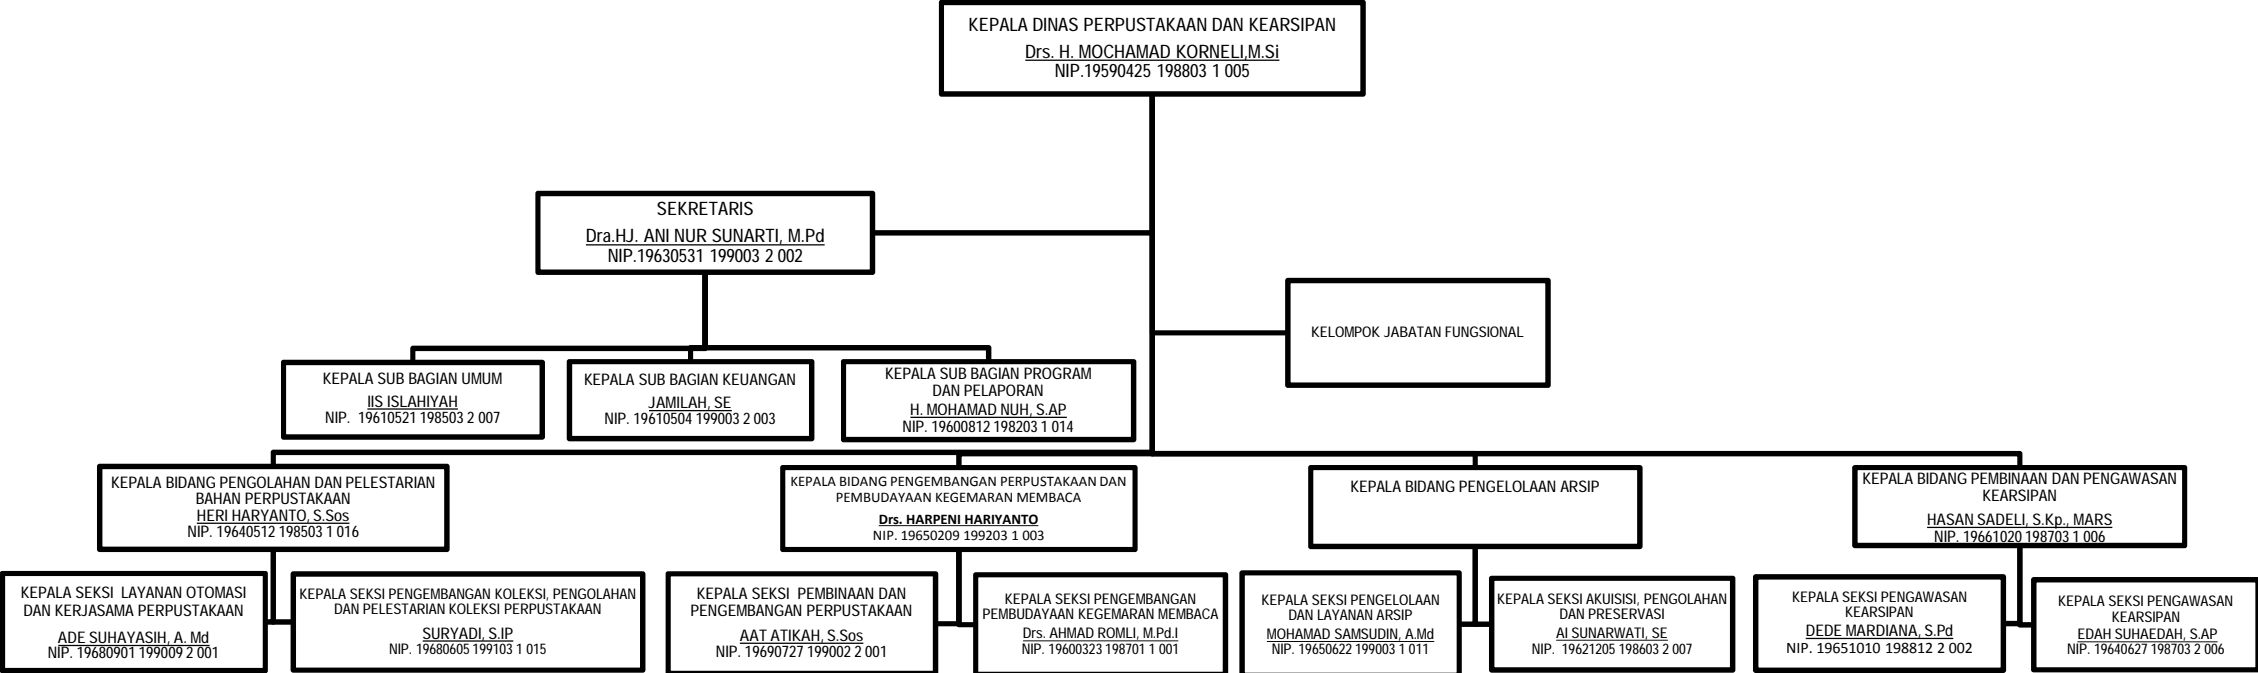 KEPALA DINAS PERPUSTAKAAN DAN KEARSIPAN
Drs. H. MOCHAMAD KORNELI,M.Si
NIP.19590425 198803 1 005
SEKRETARIS
Dra.HJ. ANI NUR SUNARTI, M.Pd
NIP.19630531 199003 2 002
KELOMPOK JABATAN FUNGSIONAL
KEPALA SUB BAGIAN UMUM
IIS ISLAHIYAH
NIP. 19610521 198503 2 007
KEPALA SUB BAGIAN KEUANGAN
JAMILAH, SE
NIP. 19610504 199003 2 003
KEPALA SUB BAGIAN PROGRAM
DAN PELAPORAN
H. MOHAMAD NUH, S.AP
NIP. 19600812 198203 1 014
KEPALA BIDANG PENGOLAHAN DAN PELESTARIAN
BAHAN PERPUSTAKAAN
HERI HARYANTO, S.Sos
NIP. 19640512 198503 1 016
KEPALA BIDANG PENGEMBANGAN PERPUSTAKAAN DAN
PEMBUDAYAAN KEGEMARAN MEMBACA
Drs. HARPENI HARIYANTO
NIP. 19650209 199203 1 003
KEPALA BIDANG PENGELOLAAN ARSIP
KEPALA BIDANG PEMBINAAN DAN PENGAWASAN
KEARSIPAN
HASAN SADELI, S.Kp., MARS
NIP. 19661020 198703 1 006
KEPALA SEKSI LAYANAN OTOMASI
DAN KERJASAMA PERPUSTAKAAN
ADE SUHAYASIH, A. Md
NIP. 19680901 199009 2 001
KEPALA SEKSI PENGEMBANGAN KOLEKSI, PENGOLAHAN
DAN PELESTARIAN KOLEKSI PERPUSTAKAAN
SURYADI, S.IP
NIP. 19680605 199103 1 015
KEPALA SEKSI PEMBINAAN DAN
PENGEMBANGAN PERPUSTAKAAN
AAT ATIKAH, S.Sos
NIP. 19690727 199002 2 001
KEPALA SEKSI PENGEMBANGAN
PEMBUDAYAAN KEGEMARAN MEMBACA
Drs. AHMAD ROMLI, M.Pd.I
NIP. 19600323 198701 1 001
KEPALA SEKSI PENGELOLAAN
DAN LAYANAN ARSIP
MOHAMAD SAMSUDIN, A.Md
NIP. 19650622 199003 1 011
KEPALA SEKSI AKUISISI, PENGOLAHAN
DAN PRESERVASI
AI SUNARWATI, SE
NIP. 19621205 198603 2 007
KEPALA SEKSI PENGAWASAN
KEARSIPAN
DEDE MARDIANA, S.Pd
NIP. 19651010 198812 2 002
KEPALA SEKSI PENGAWASAN
KEARSIPAN
EDAH SUHAEDAH, S.AP
NIP. 19640627 198703 2 006